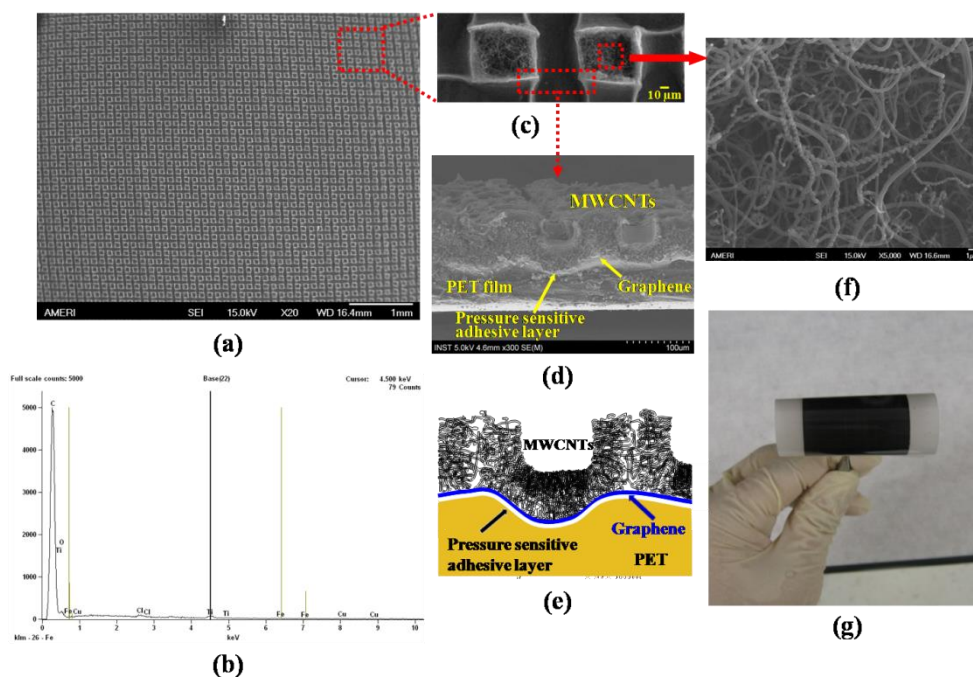 AMERI SEI 15.0kV X20 WD 16.4mm 1mm
(a)
10 μm
(c)
MWCNTs
PET film
Graphene
Pressure sensitive
adhesive layer
INST 5.0kV 4.6mm x300 SE(M) 100um
(d)
AMERI SEI 15.0kV X5,000 WD 16.6mm 1μ
(f)
Full scale counts: 5000 Base(22) Cursor: 4.500 keV
79 Counts
5000
4000
3000
2000
1000
0
C
O
Ti
Fe Cu Cl Cl Ti Ti Fe Fe Cu Cu
0 1 2 3 4 5 6 7 8 9 10
klm - 26 - Fe keV
(b)
MWCNTs
Graphene
Pressure sensitive
adhesive layer
PET
(e)
(g)